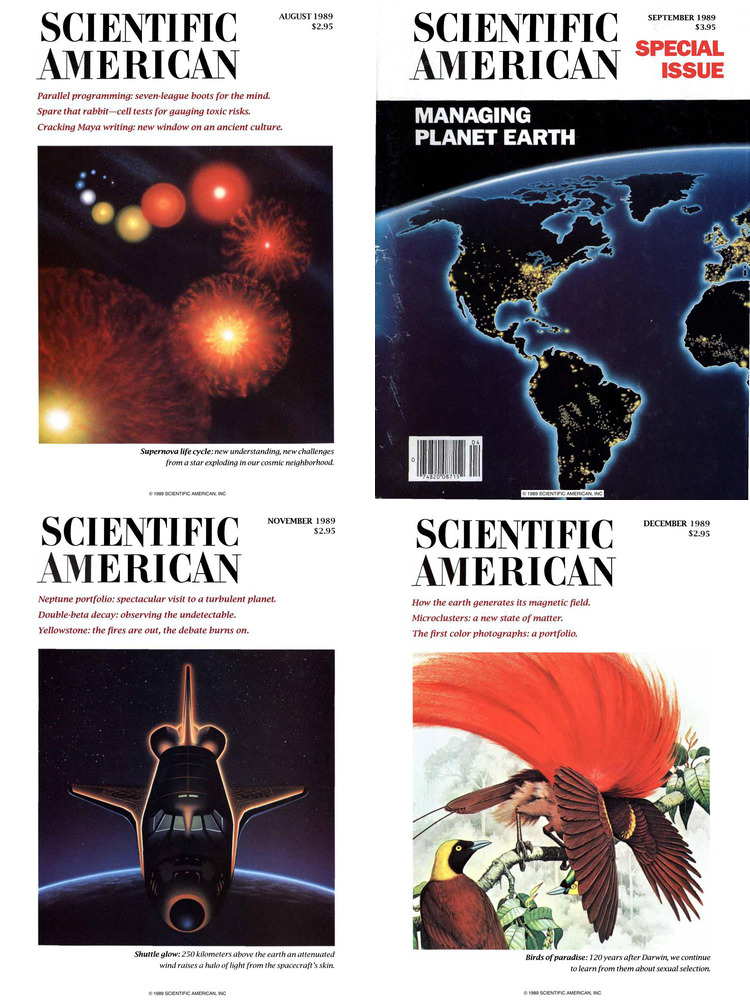 SCIENTIFIC
AMERICAN
AUGUST 1989
$2.95
Parallel programming: seven-league boots for the mind.
Spare that rabbit—cell tests for gauging toxic risks.
Cracking Maya writing: new window on an ancient culture.
Supernova life cycle: new understanding, new challenges
from a star exploding in our cosmic neighborhood.
© 1989 SCIENTIFIC AMERICAN, INC
SCIENTIFIC
AMERICAN
SEPTEMBER 1989
$3.95
SPECIAL
ISSUE
MANAGING
PLANET EARTH
04
0
74820 08715
© 1989 SCIENTIFIC AMERICAN, INC
SCIENTIFIC
AMERICAN
NOVEMBER 1989
$2.95
Neptune portfolio: spectacular visit to a turbulent planet.
Double-beta decay: observing the undetectable.
Yellowstone: the fires are out, the debate burns on.
Shuttle glow: 250 kilometers above the earth an attenuated
wind raises a halo of light from the spacecraft's skin.
© 1989 SCIENTIFIC AMERICAN, INC
SCIENTIFIC
AMERICAN
DECEMBER 1989
$2.95
How the earth generates its magnetic field.
Microclusters: a new state of matter.
The first color photographs: a portfolio.
Birds of paradise: 120 years after Darwin, we continue
to learn from them about sexual selection.
© 1989 SCIENTIFIC AMERICAN, INC